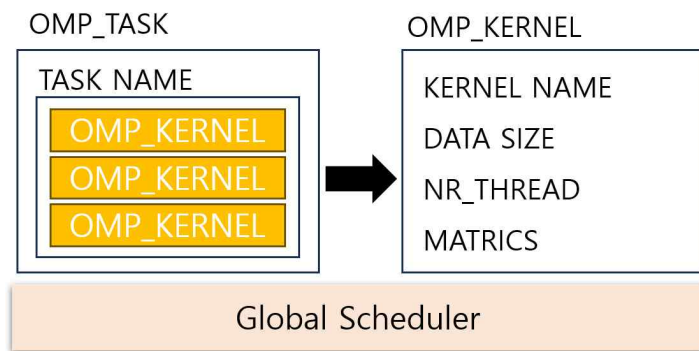 OMP_TASK
TASK NAME
OMP_KERNEL
OMP_KERNEL
OMP_KERNEL
OMP_KERNEL
KERNEL NAME
DATA SIZE
NR_THREAD
MATRICS
Global Scheduler